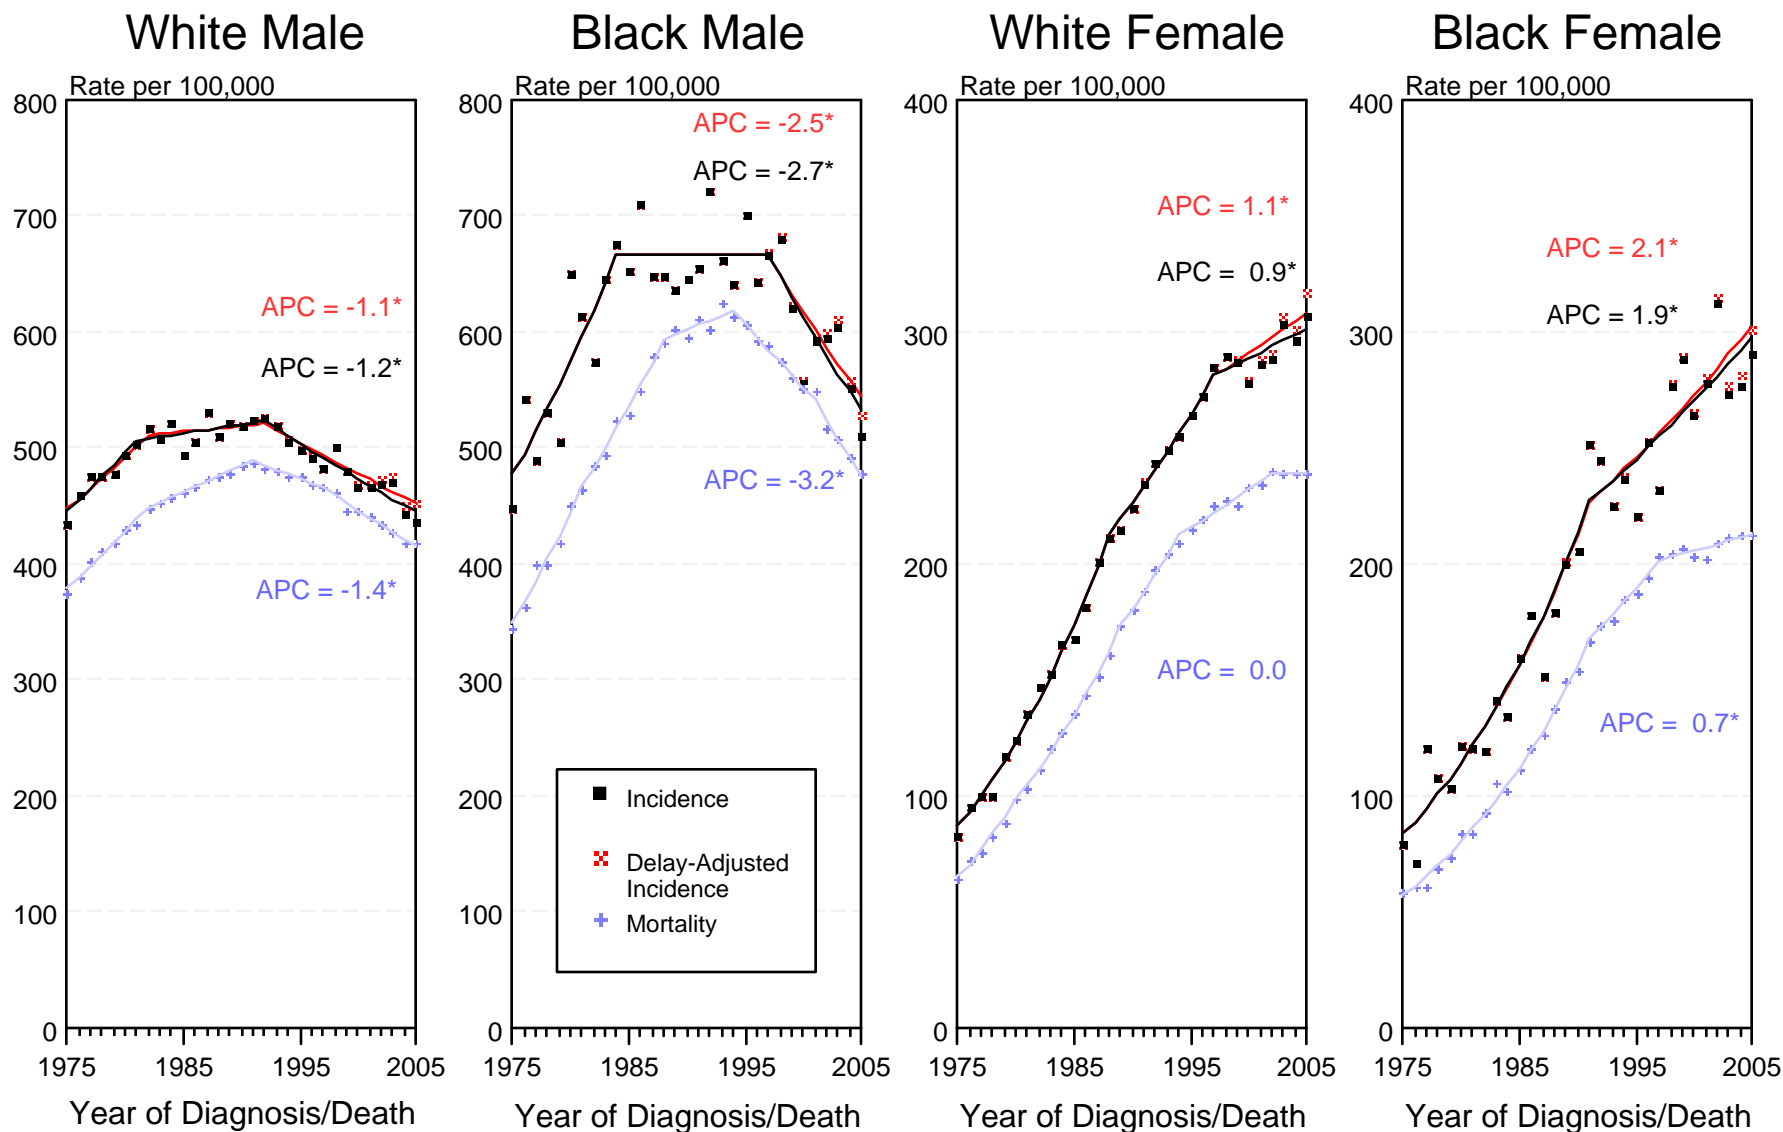 White Male
Black Male
White Female
Black Female
Rate per 100,000
800
700
600
500
400
300
200
100
0
APC = -1.1*
APC = -1.2*
APC = -1.4*
1975
1985
1995
2005
Year of Diagnosis/Death
Rate per 100,000
800
700
600
500
400
300
200
100
0
APC = -2.5*
APC = -2.7*
APC = -3.2*
Incidence
Delay-Adjusted
Incidence
Mortality
1975
1985
1995
2005
Year of Diagnosis/Death
Rate per 100,000
400
300
200
100
0
APC = 1.1*
APC = 0.9*
APC = 0.0
1975
1985
1995
2005
Year of Diagnosis/Death
Rate per 100,000
400
300
200
100
0
APC = 2.1*
APC = 1.9*
APC = 0.7*
1975
1985
1995
2005
Year of Diagnosis/Death